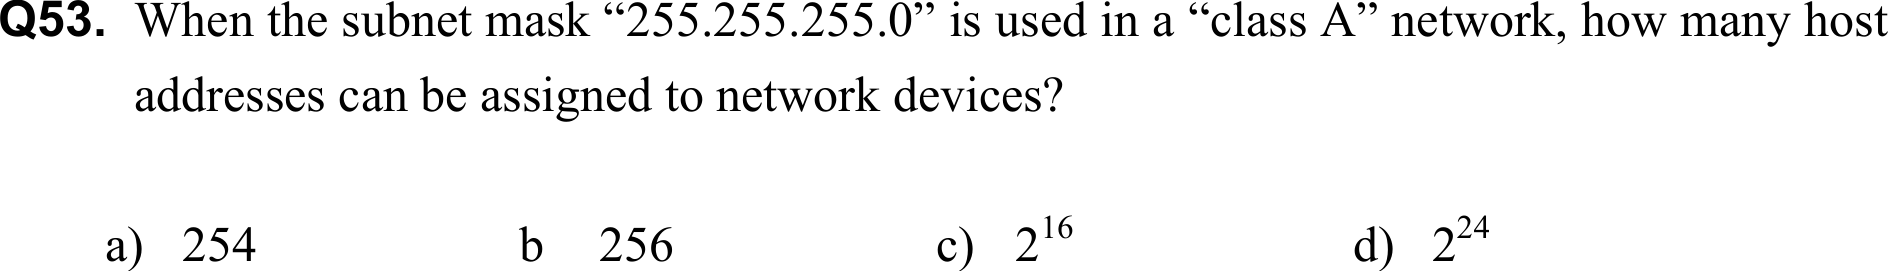 Q53. When the subnet mask “255.255.255.0” is used in a “class A” network, how many host
addresses can be assigned to network devices?
a) 254 b 256 c) 2^16 d) 2^24